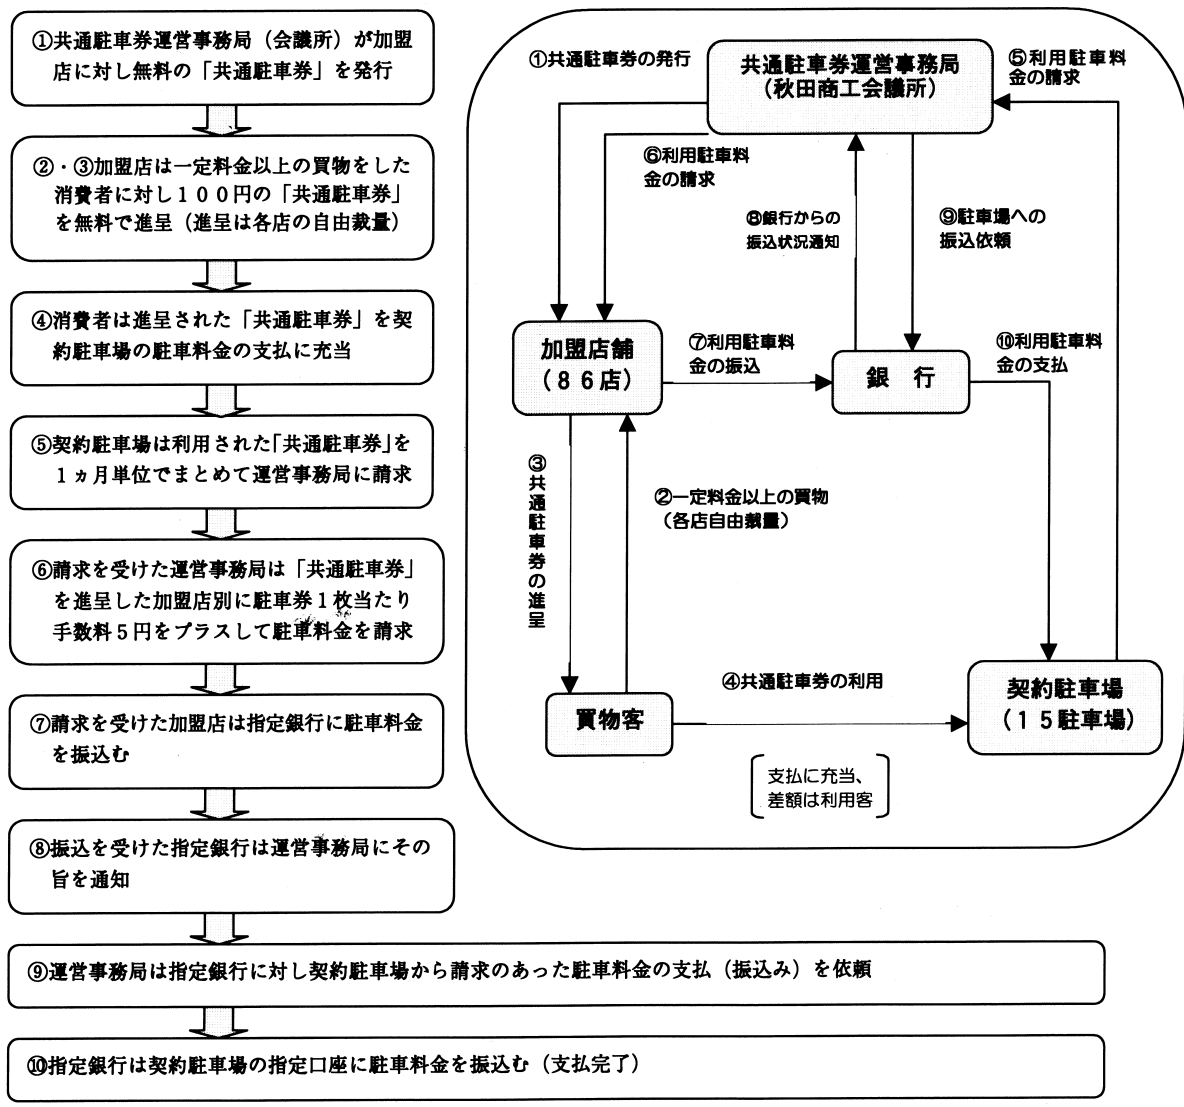 ①共通駐車券運営事務局（会議所）が加盟
店に対し無料の「共通駐車券」を発行
②・③加盟店は一定料金以上の買物をした
消費者に対し１００円の「共通駐車券」
を無料で進呈（進呈は各店の自由裁量）
④消費者は進呈された「共通駐車券」を契
約駐車場の駐車料金の支払に充当
⑤契約駐車場は利用された「共通駐車券」を
１ヵ月単位でまとめて運営事務局に請求
⑥請求を受けた運営事務局は「共通駐車券」
を進呈した加盟店別に駐車券１枚当たり
手数料５円をプラスして駐車料金を請求
⑦請求を受けた加盟店は指定銀行に駐車料金
を振込む
⑧振込を受けた指定銀行は運営事務局にその
旨を通知
⑨運営事務局は指定銀行に対し契約駐車場から請求のあった駐車料金の支払（振込み）を依頼
⑩指定銀行は契約駐車場の指定口座に駐車料金を振込む（支払完了）
①共通駐車券の発行
共通駐車券運営事務局
（秋田商工会議所）
⑤利用駐車料
金の請求
⑥利用駐車料
金の請求
⑧銀行からの
振込状況通知
⑨駐車場への
振込依頼
加盟店舗
（８６店）
⑦利用駐車料
金の振込
銀　行
⑩利用駐車料
金の支払
③共通駐車券の進呈
②一定料金以上の買物
（各店自由裁量）
買物客
④共通駐車券の利用
契約駐車場
（１５駐車場）
支払に充当、
差額は利用客